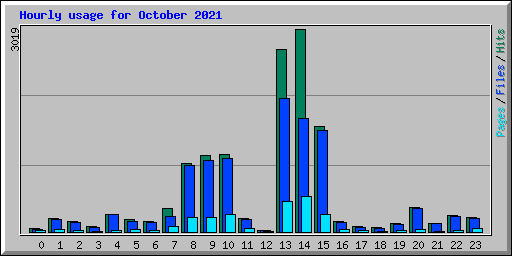 Hourly usage for October 2021
3019
Pages/Files/Hits
0 1 2 3 4 5 6 7 8 9 10 11 12 13 14 15 16 17 18 19 20 21 22 23